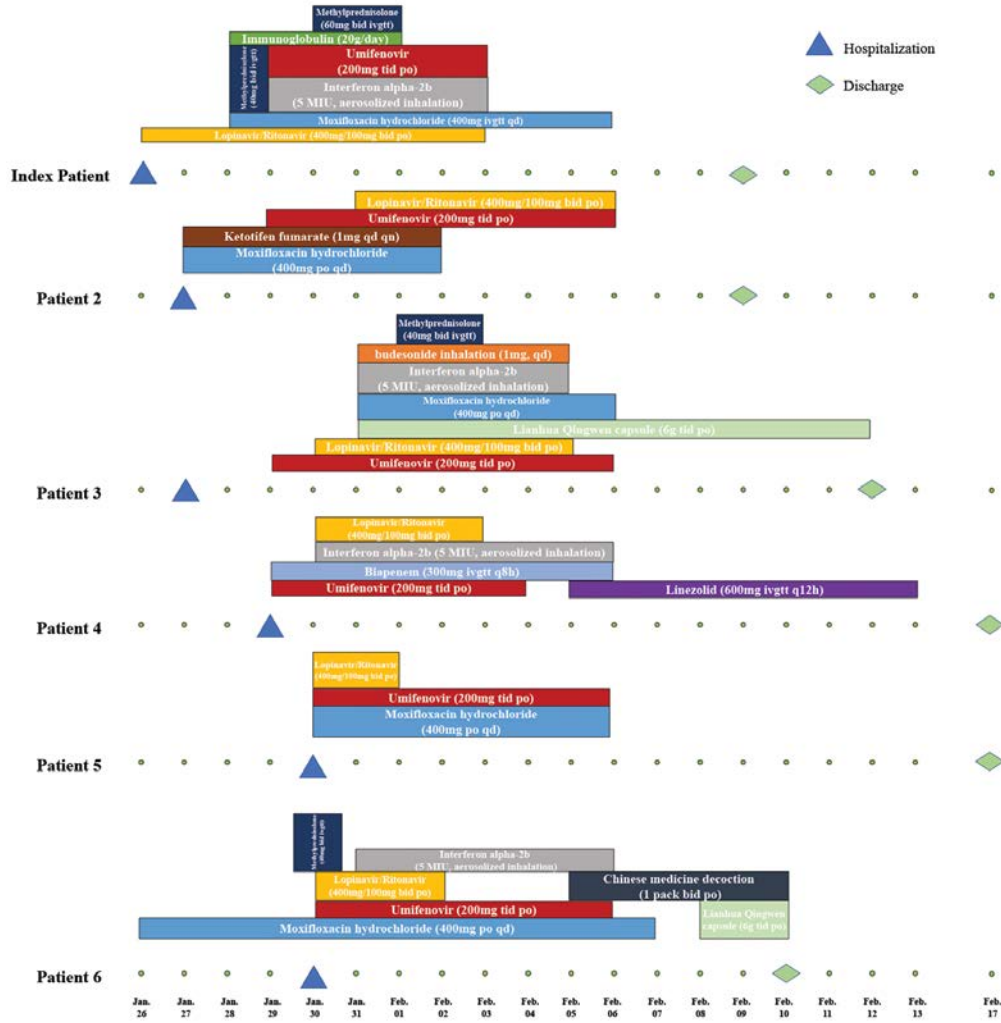 Methylprednisolone
(60mg bid ivgtt)
Immunoglobulin (20g/day)
Methylprednisolone
(40mg bid ivgtt)
Umifenovir
(200mg tid po)
Interferon alpha-2b
(5 MIU, aerosolized inhalation)
Moxifloxacin hydrochloride (400mg ivgtt qd)
Lopinavir/Ritonavir (400mg/100mg bid po)
Hospitalization
Discharge
Index Patient
Lopinavir/Ritonavir (400mg/100mg bid po)
Umifenovir (200mg tid po)
Ketotifen fumarate (1mg qd qn)
Moxifloxacin hydrochloride
(400mg po qd)
Patient 2
Methylprednisolone
(40mg bid ivgtt)
budesonide inhalation (1mg, qd)
Interferon alpha-2b
(5 MIU, aerosolized inhalation)
Moxifloxacin hydrochloride
(400mg po qd)
Lianhua Qingwen capsule (6g tid po)
Lopinavir/Ritonavir (400mg/100mg bid po)
Umifenovir (200mg tid po)
Patient 3
Lopinavir/Ritonavir
(400mg/100mg bid po)
Interferon alpha-2b (5 MIU, aerosolized inhalation)
Biapenem (300mg ivgtt q8h)
Umifenovir (200mg tid po)
Linezolid (600mg ivgtt q12h)
Patient 4
Lopinavir/Ritonavir
(400mg/100mg bid po)
Umifenovir (200mg tid po)
Moxifloxacin hydrochloride
(400mg po qd)
Patient 5
Methylprednisolone
bid ivgtt)
Interferon alpha-2b
(5 MIU, aerosolized inhalation)
Lopinavir/Ritonavir
(400mg/100mg bid po)
Chinese medicine decoction
(1 pack bid po)
Umifenovir (200mg tid po)
Lianhua Qingwen
capsule (6g tid po)
Moxifloxacin hydrochloride (400mg po qd)
Patient 6
Jan. Jan. Jan. Jan. Jan. Jan. Feb. Feb. Feb. Feb. Feb. Feb. Feb. Feb. Feb. Feb. Feb. Feb. Feb. Feb.
26 27 28 29 30 31 01 02 03 04 05 06 07 08 09 10 11 12 13 17